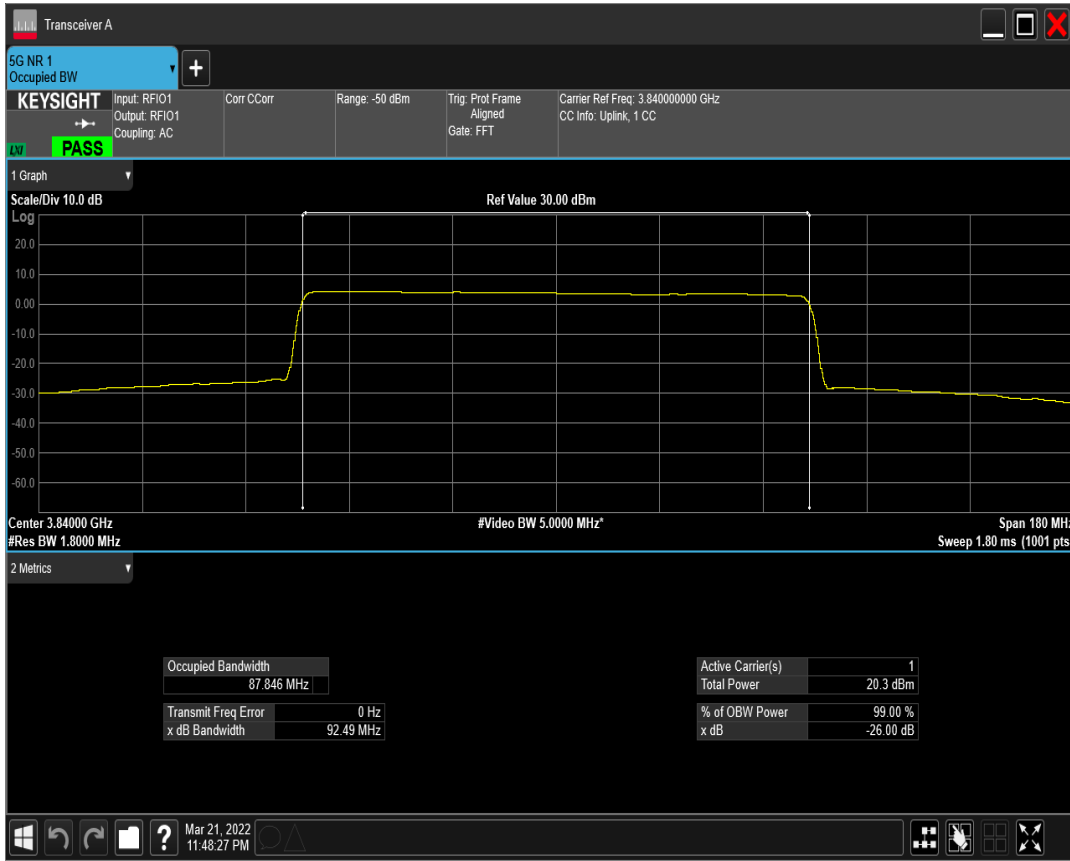 Transceiver A
5G NR 1
Occupied BW
+
KEYSIGHT
LXI
PASS
Input: RFIO1
Output: RFIO1
Coupling: AC
Corr CCorr
Range: -50 dBm
Trig: Prot Frame
Aligned
Gate: FFT
Carrier Ref Freq: 3.840000000 GHz
CC Info: Uplink, 1 CC
1 Graph
Scale/Div 10.0 dB
Ref Value 30.00 dBm
Log
20.0
10.0
0.00
-10.0
-20.0
-30.0
-40.0
-50.0
-60.0
Center 3.84000 GHz
#Video BW 5.0000 MHz*
Span 180 MHz
#Res BW 1.8000 MHz
Sweep 1.80 ms (1001 pts
2 Metrics
Occupied Bandwidth
87.846 MHz
Transmit Freq Error 0 Hz
x dB Bandwidth 92.49 MHz
Active Carrier(s) 1
Total Power 20.3 dBm
% of OBW Power 99.00 %
x dB -26.00 dB
?
Mar 21, 2022
11:48:27 PM